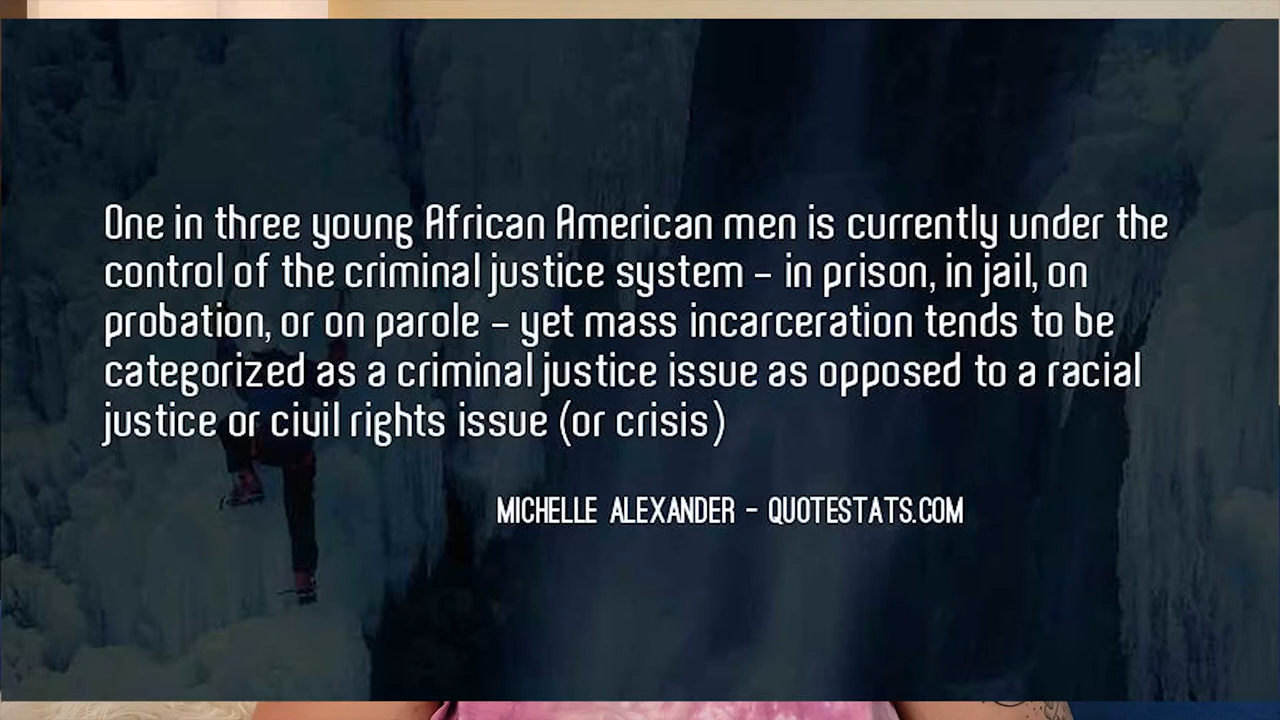 One in three young African American men is currently under the
control of the criminal justice system – in prison, in jail, on
probation, or on parole – yet mass incarceration tends to be
categorized as a criminal justice issue as opposed to a racial
justice or civil rights issue (or crisis)
MICHELLE ALEXANDER – QUOTESTATS.COM